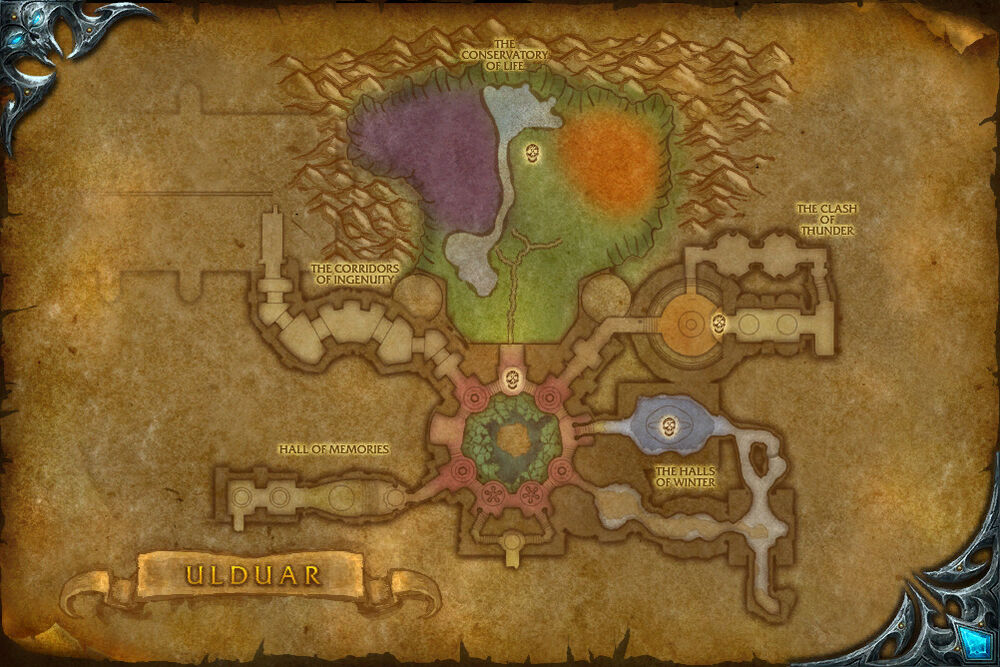 THE
CONSERVATORY
OF LIFE
THE CLASH
OF
THUNDER
THE CORRIDORS
OF INGENUITY
HALL OF MEMORIES
THE HALLS
OF WINTER
ULDUAR